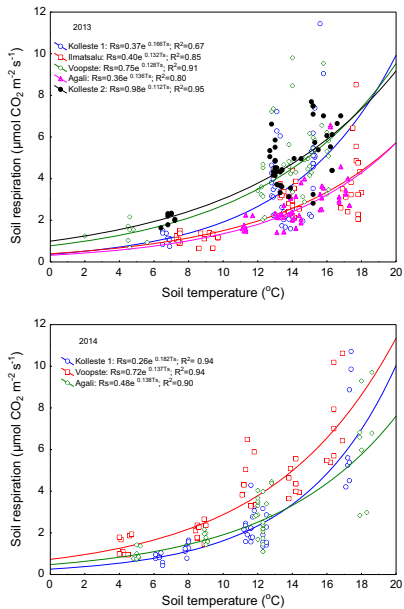 2013
Kolleste 1: Rs=0.37e 0.166Ts; R2=0.67
Ilmatsalu: Rs=0.40e 0.132Ts; R2=0.85
Voopste: Rs=0.75e 0.128Ts; R2=0.91
Agali: Rs=0.36e 0.136Ts; R2=0.80
Kolleste 2: Rs=0.98e 0.112Ts; R2=0.95
Soil respiration (µmol CO2 m-2 s-1)
12
10
8
6
4
2
0
0 2 4 6 8 10 12 14 16 18 20
Soil temperature (oC)
2014
Kolleste 1: Rs=0.26e 0.182Ts; R2= 0.94
Voopste: Rs=0.72e 0.137Ts; R2=0.94
Agali: Rs=0.48e 0.138Ts; R2=0.90
Soil respiration (µmol CO2 m-2 s-1)
12
10
8
6
4
2
0
0 2 4 6 8 10 12 14 16 18 20
Soil temperature (oC)